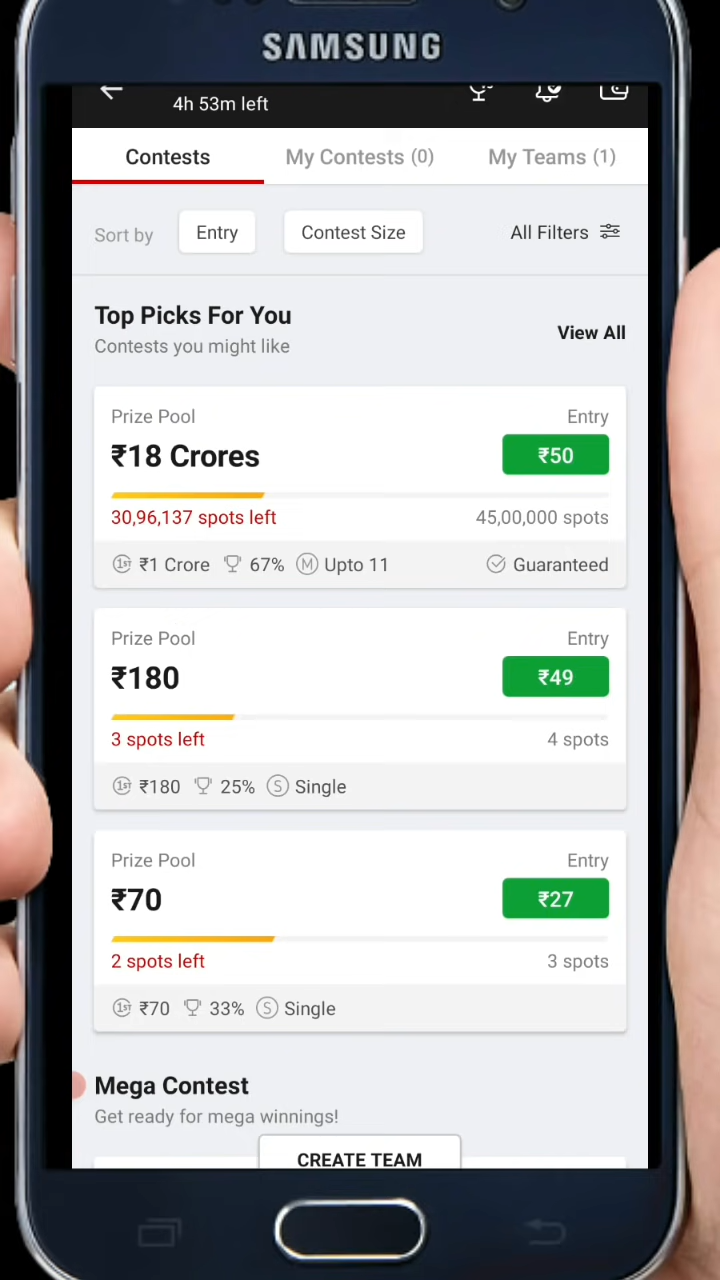 SAMSUNG
4h 53m left
Contests
My Contests (0)
My Teams (1)
Sort by
Entry
Contest Size
All Filters
Top Picks For You
View All
Contests you might like
Prize Pool
Entry
₹18 Crores
₹50
30,96,137 spots left
45,00,000 spots
1ST ₹1 Crore 67% M Upto 11
Guaranteed
Prize Pool
Entry
₹180
₹49
3 spots left
4 spots
1ST ₹180 25% S Single
Prize Pool
Entry
₹70
₹27
2 spots left
3 spots
1ST ₹70 33% S Single
Mega Contest
Get ready for mega winnings!
CREATE TEAM